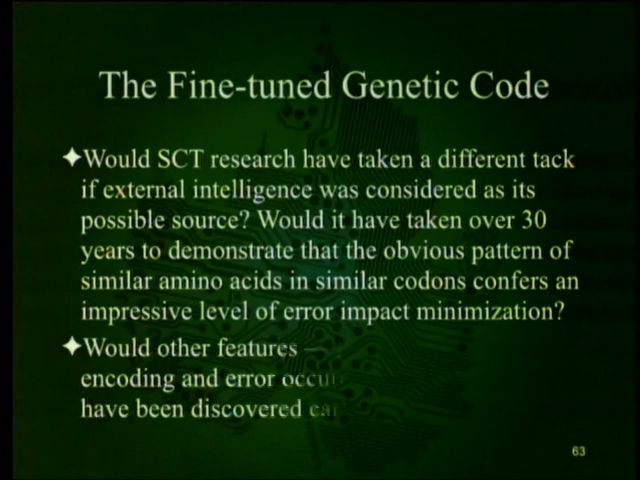 The Fine-tuned Genetic Code
Would SCT research have taken a different tack
if external intelligence was considered as its
possible source? Would it have taken over 30
years to demonstrate that the obvious pattern of
similar amino acids in similar codons confers an
impressive level of error impact minimization?
Would other features
encoding and error
have been discovered
63